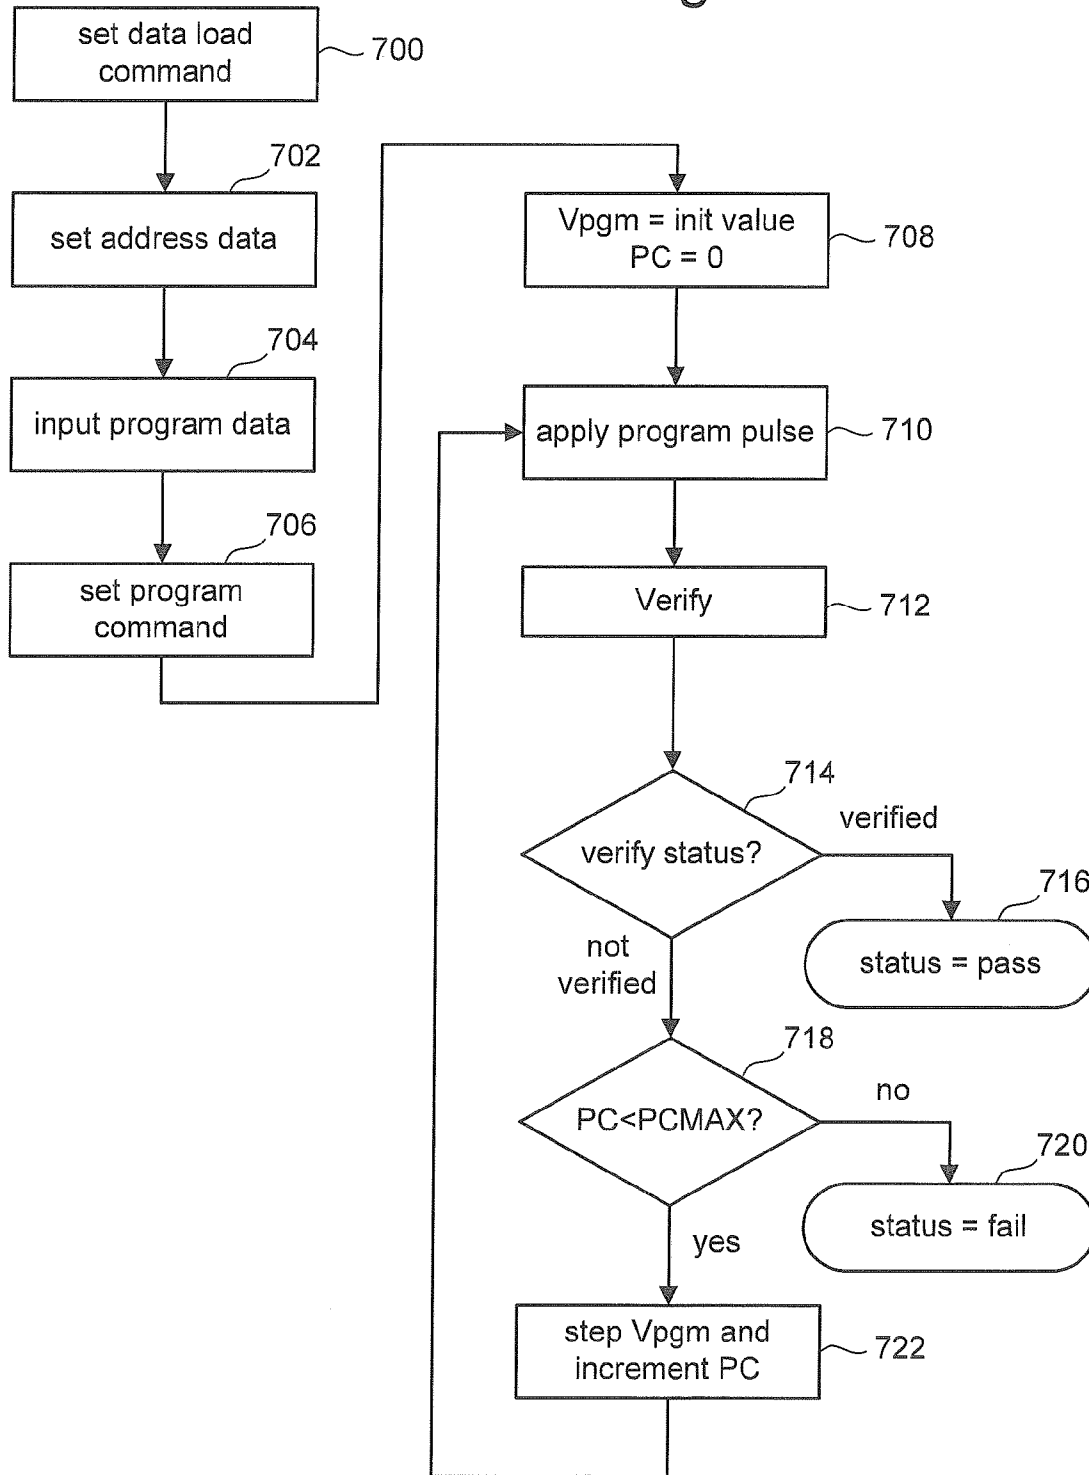 set data load
command
700
702
set address data
704
input program data
706
set program
command
Vpgm = init value
PC = 0
708
apply program pulse
710
Verify
712
714
verify status?
verified
716
status = pass
not
verified
718
PC<PCMAX?
no
720
status = fail
yes
step Vpgm and
increment PC
722